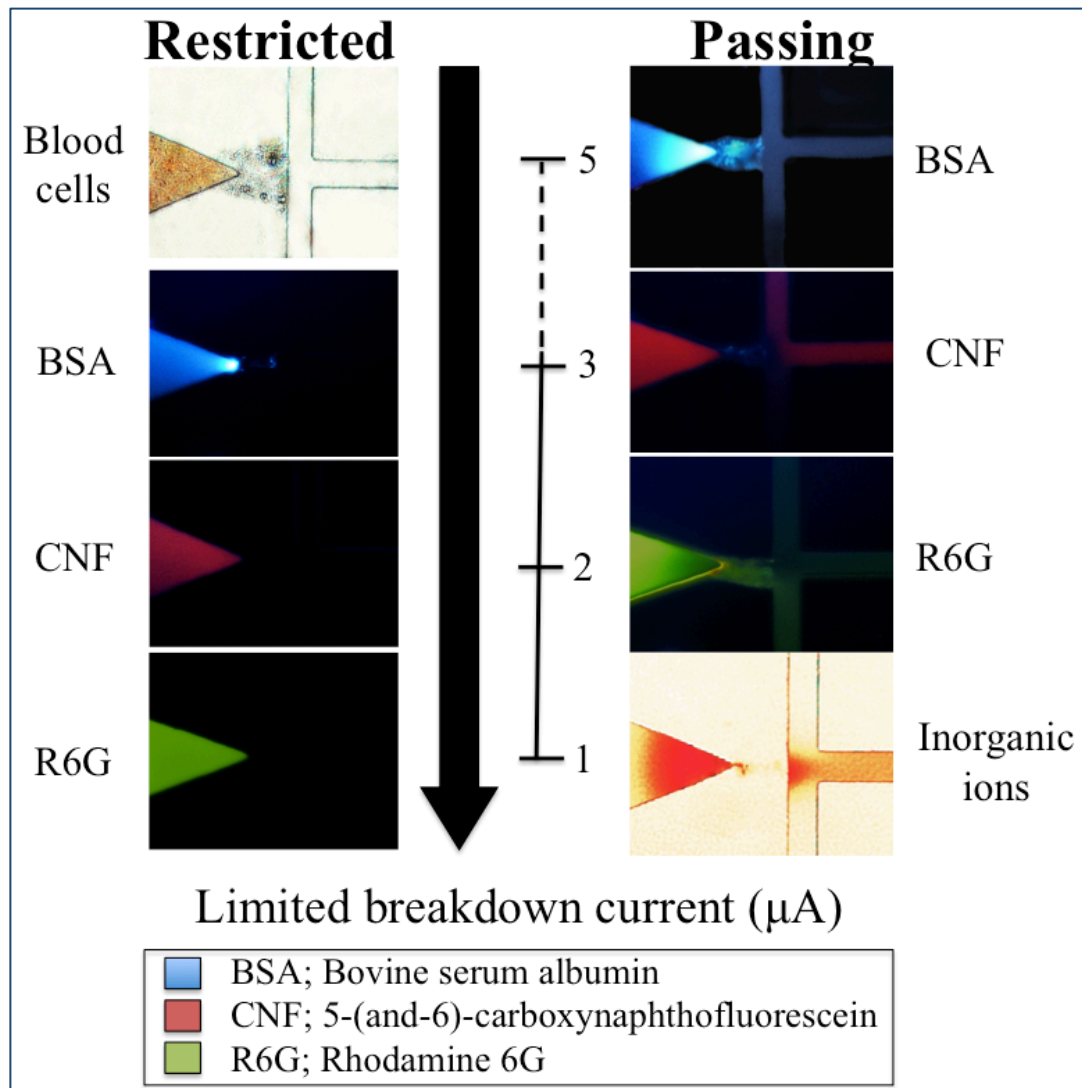 Restricted
Passing
Blood
cells
5
BSA
BSA
3
CNF
CNF
2
R6G
R6G
1
Inorganic
ions
Limited breakdown current (μA)
BSA; Bovine serum albumin
CNF; 5-(and-6)-carboxynaphthofluorescein
R6G; Rhodamine 6G